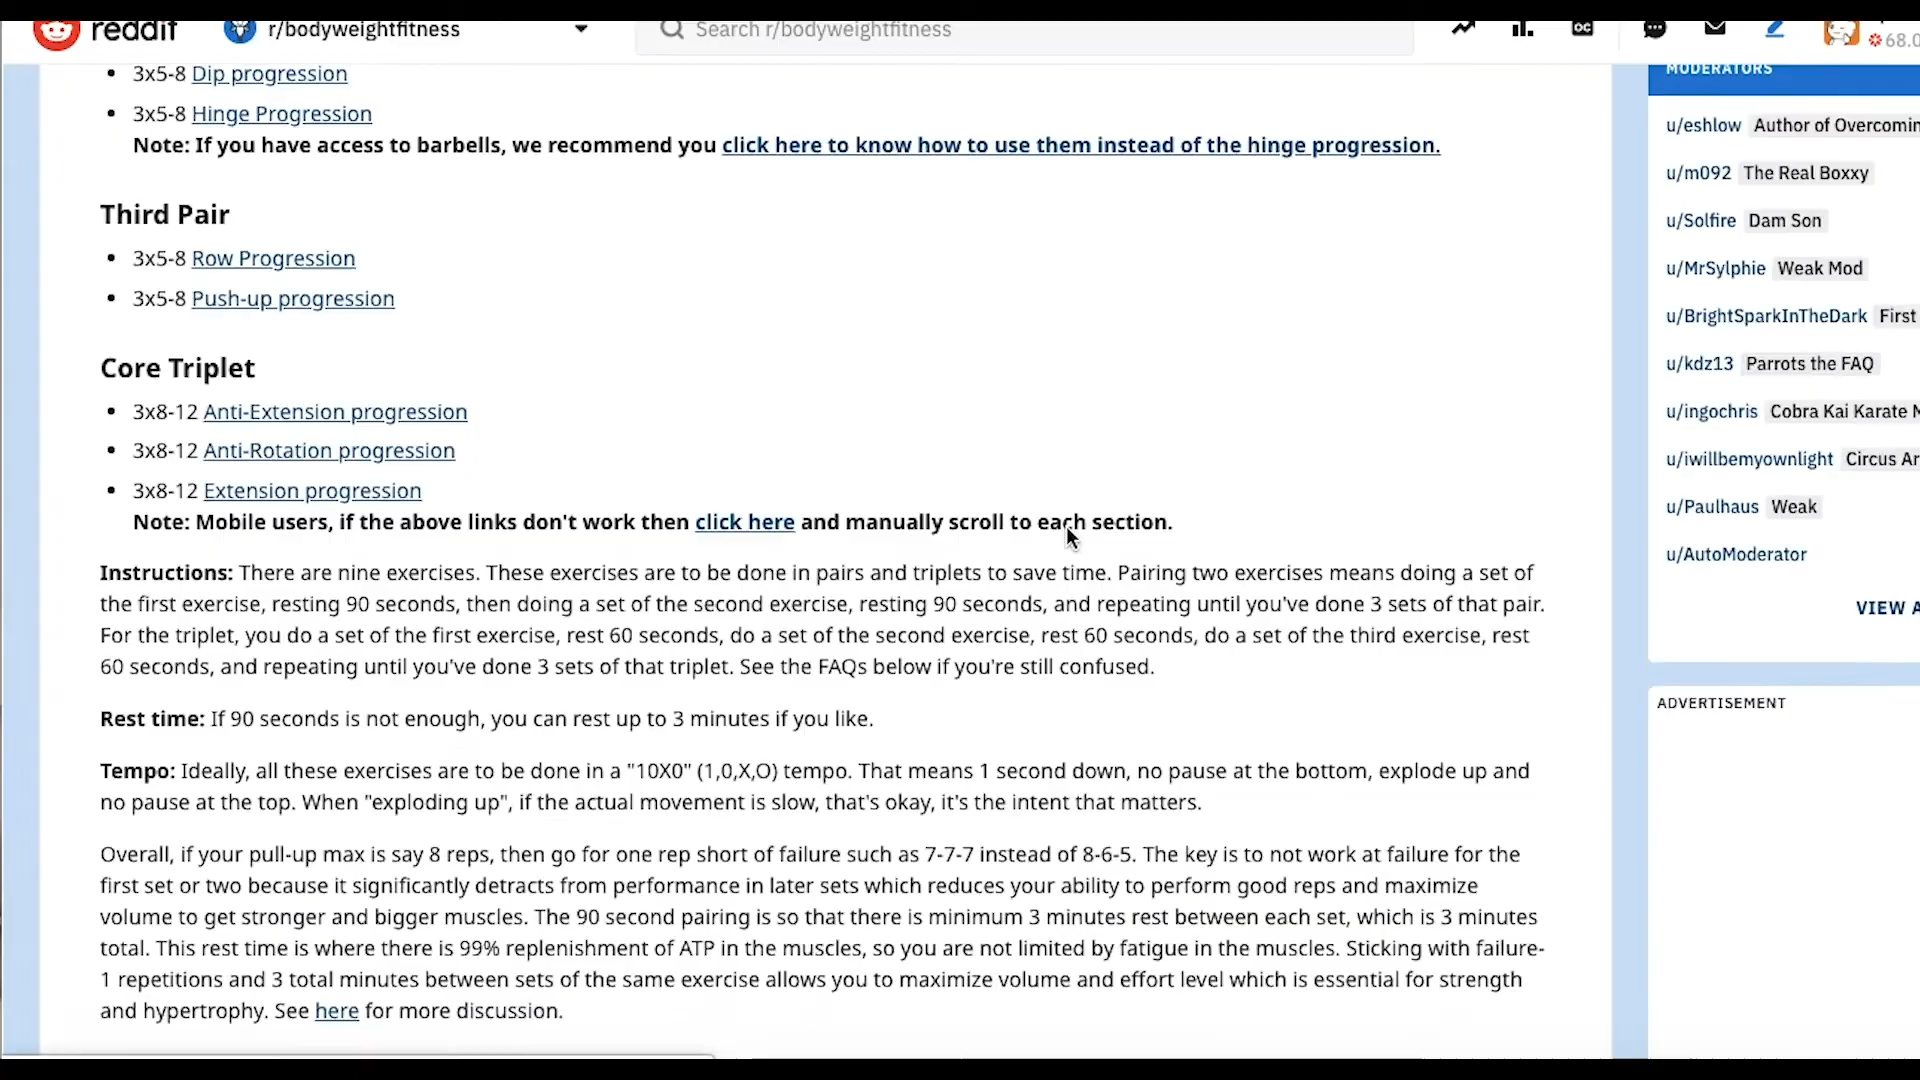 reddit r/bodyweightfitness Search r/bodyweightfitness 68.0
3x5-8 Dip progression
3x5-8 Hinge Progression
Note: If you have access to barbells, we recommend you click here to know how to use them instead of the hinge progression.
Third Pair
3x5-8 Row Progression
3x5-8 Push-up progression
Core Triplet
3x8-12 Anti-Extension progression
3x8-12 Anti-Rotation progression
3x8-12 Extension progression
Note: Mobile users, if the above links don't work then click here and manually scroll to each section.
Instructions: There are nine exercises. These exercises are to be done in pairs and triplets to save time. Pairing two exercises means doing a set of
the first exercise, resting 90 seconds, then doing a set of the second exercise, resting 90 seconds, and repeating until you've done 3 sets of that pair.
For the triplet, you do a set of the first exercise, rest 60 seconds, do a set of the second exercise, rest 60 seconds, do a set of the third exercise, rest
60 seconds, and repeating until you've done 3 sets of that triplet. See the FAQs below if you're still confused.
Rest time: If 90 seconds is not enough, you can rest up to 3 minutes if you like.
Tempo: Ideally, all these exercises are to be done in a "10X0" (1,0,X,O) tempo. That means 1 second down, no pause at the bottom, explode up and
no pause at the top. When "exploding up", if the actual movement is slow, that's okay, it's the intent that matters.
Overall, if your pull-up max is say 8 reps, then go for one rep short of failure such as 7-7-7 instead of 8-6-5. The key is to not work at failure for the
first set or two because it significantly detracts from performance in later sets which reduces your ability to perform good reps and maximize
volume to get stronger and bigger muscles. The 90 second pairing is so that there is minimum 3 minutes rest between each set, which is 3 minutes
total. This rest time is where there is 99% replenishment of ATP in the muscles, so you are not limited by fatigue in the muscles. Sticking with failure-
1 repetitions and 3 total minutes between sets of the same exercise allows you to maximize volume and effort level which is essential for strength
and hypertrophy. See here for more discussion.
MODERATORS
u/eshlow Author of Overcomin
u/m092 The Real Boxxy
u/Solfire Dam Son
u/MrSylphie Weak Mod
u/BrightSparkInTheDark First
u/kdz13 Parrots the FAQ
u/ingochris Cobra Kai Karate
u/iwillbemyownlight Circus Ar
u/Paulhaus Weak
u/AutoModerator
VIEW A
ADVERTISEMENT